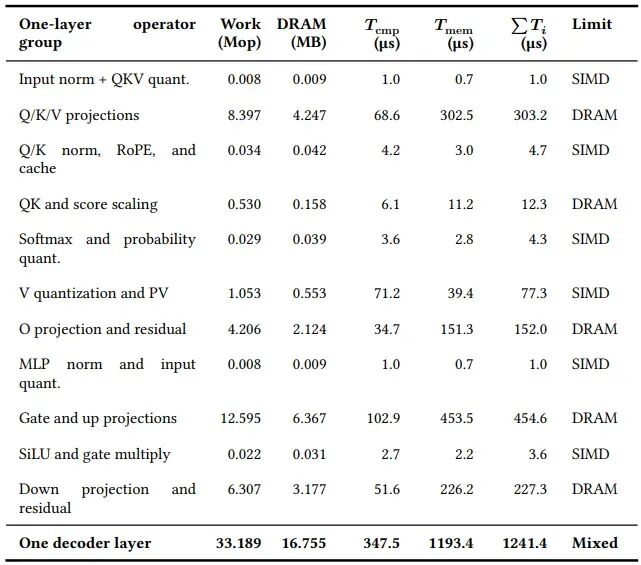 One-layer operator group Work (Mop) DRAM (MB) T_cmp (µs) T_mem (µs) ∑ T_i (µs) Limit
Input norm + QKV quant. 0.008 0.009 1.0 0.7 1.0 SIMD
Q/K/V projections 8.397 4.247 68.6 302.5 303.2 DRAM
Q/K norm, RoPE, and cache 0.034 0.042 4.2 3.0 4.7 SIMD
QK and score scaling 0.530 0.158 6.1 11.2 12.3 DRAM
Softmax and probability quant. 0.029 0.039 3.6 2.8 4.3 SIMD
V quantization and PV 1.053 0.553 71.2 39.4 77.3 SIMD
O projection and residual 4.206 2.124 34.7 151.3 152.0 DRAM
MLP norm and input quant. 0.008 0.009 1.0 0.7 1.0 SIMD
Gate and up projections 12.595 6.367 102.9 453.5 454.6 DRAM
SiLU and gate multiply 0.022 0.031 2.7 2.2 3.6 SIMD
Down projection and residual 6.307 3.177 51.6 226.2 227.3 DRAM
One decoder layer 33.189 16.755 347.5 1193.4 1241.4 Mixed